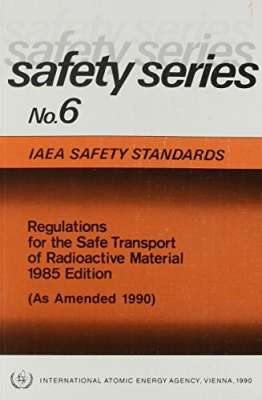 safety series
safety series
No.6
IAEA SAFETY STANDARDS
Regulations
for the Safe Transport
of Radioactive Material
1985 Edition
(As Amended 1990)
INTERNATIONAL ATOMIC ENERGY AGENCY, VIENNA, 1990